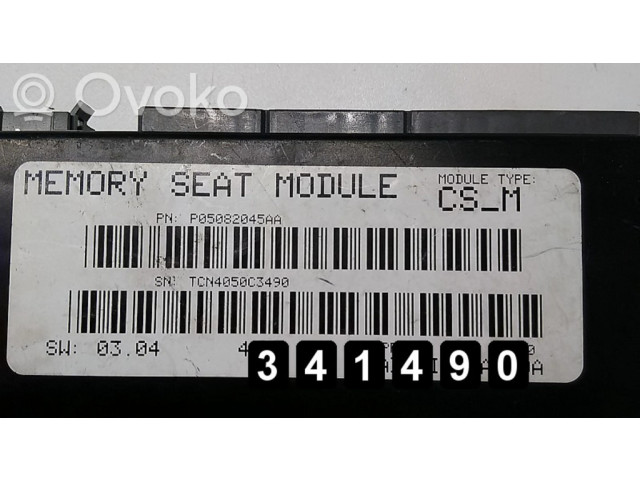 Ovoko
MEMORY SEAT MODULE
MODULE TYPE:
CS_M
PN: P05082045AA
SN: TCN4050C3490
SW: 03.04
341490